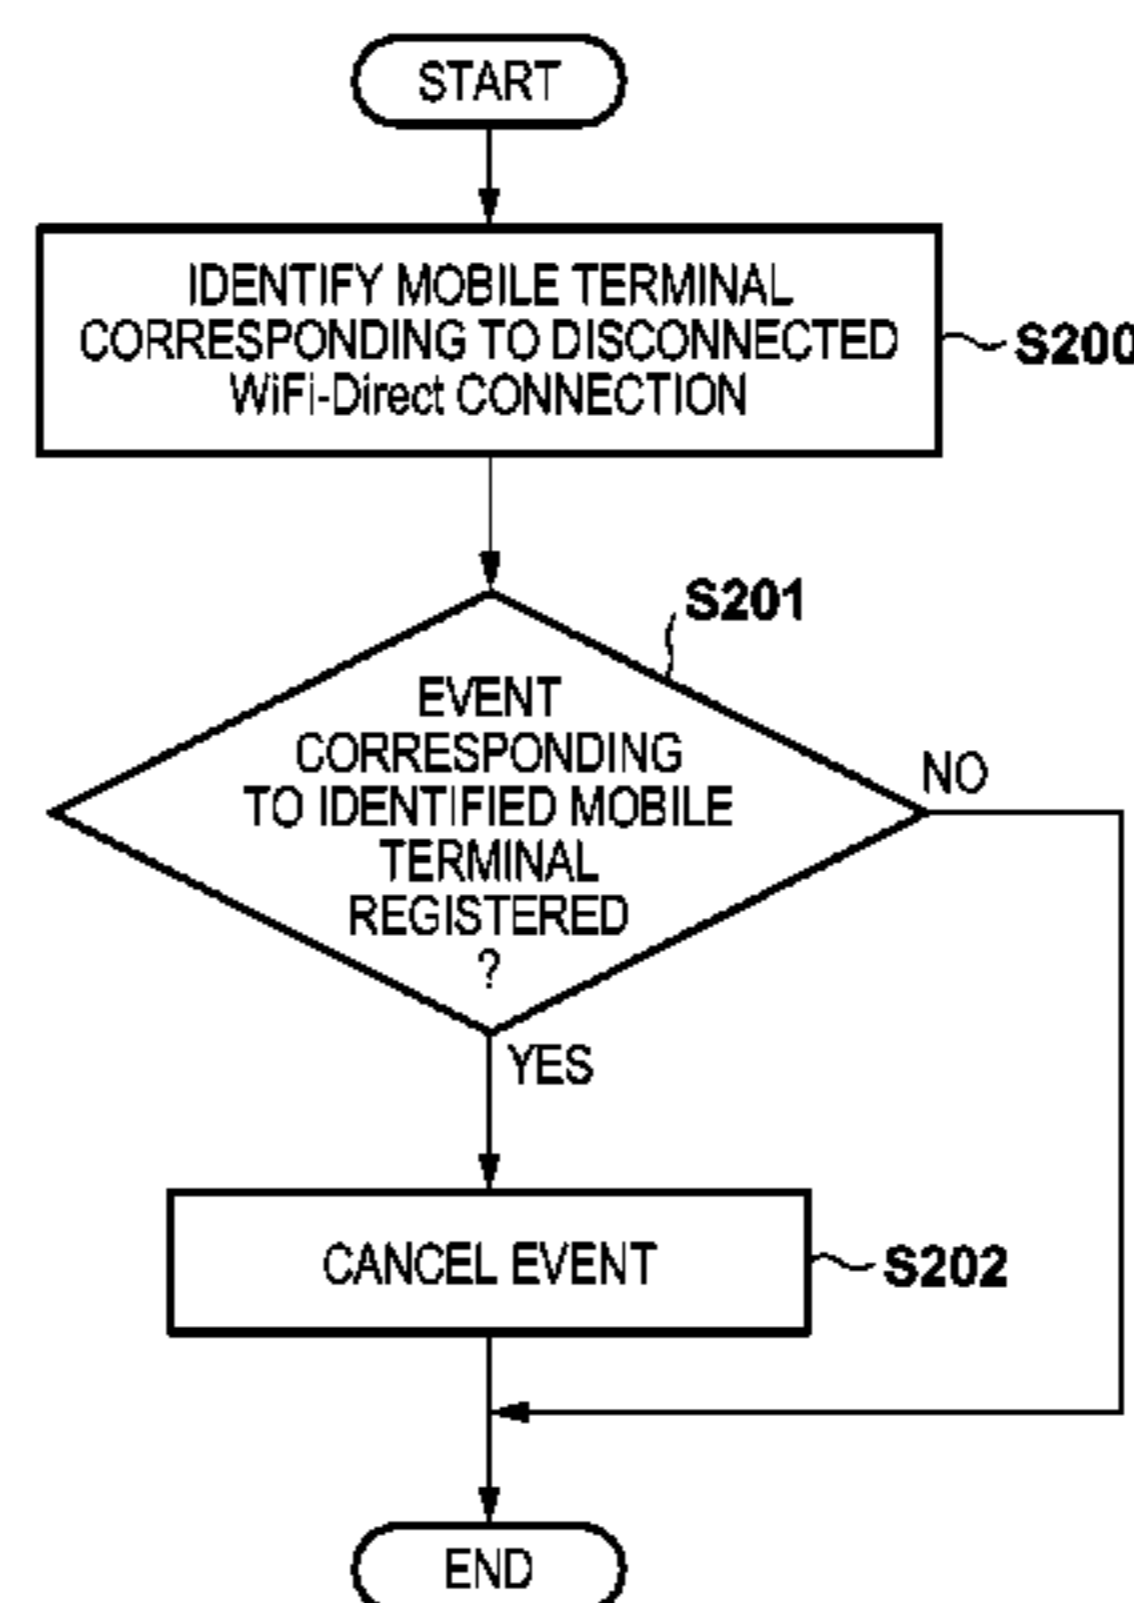 START
IDENTIFY MOBILE TERMINAL
CORRESPONDING TO DISCONNECTED
WiFi-Direct CONNECTION
S200
S201
EVENT
CORRESPONDING
TO IDENTIFIED MOBILE
TERMINAL
REGISTERED
?
NO
YES
CANCEL EVENT
S202
END